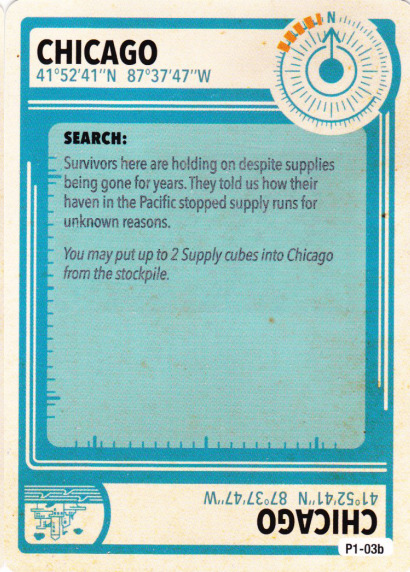 CHICAGO
41°52'41"N 87°37'47"W
N
SEARCH:
Survivors here are holding on despite supplies
being gone for years. They told us how their
haven in the Pacific stopped supply runs for
unknown reasons.
You may put up to 2 Supply cubes into Chicago
from the stockpile.
41°52'41"N 87°37'47"W
CHICAGO
P1-03b